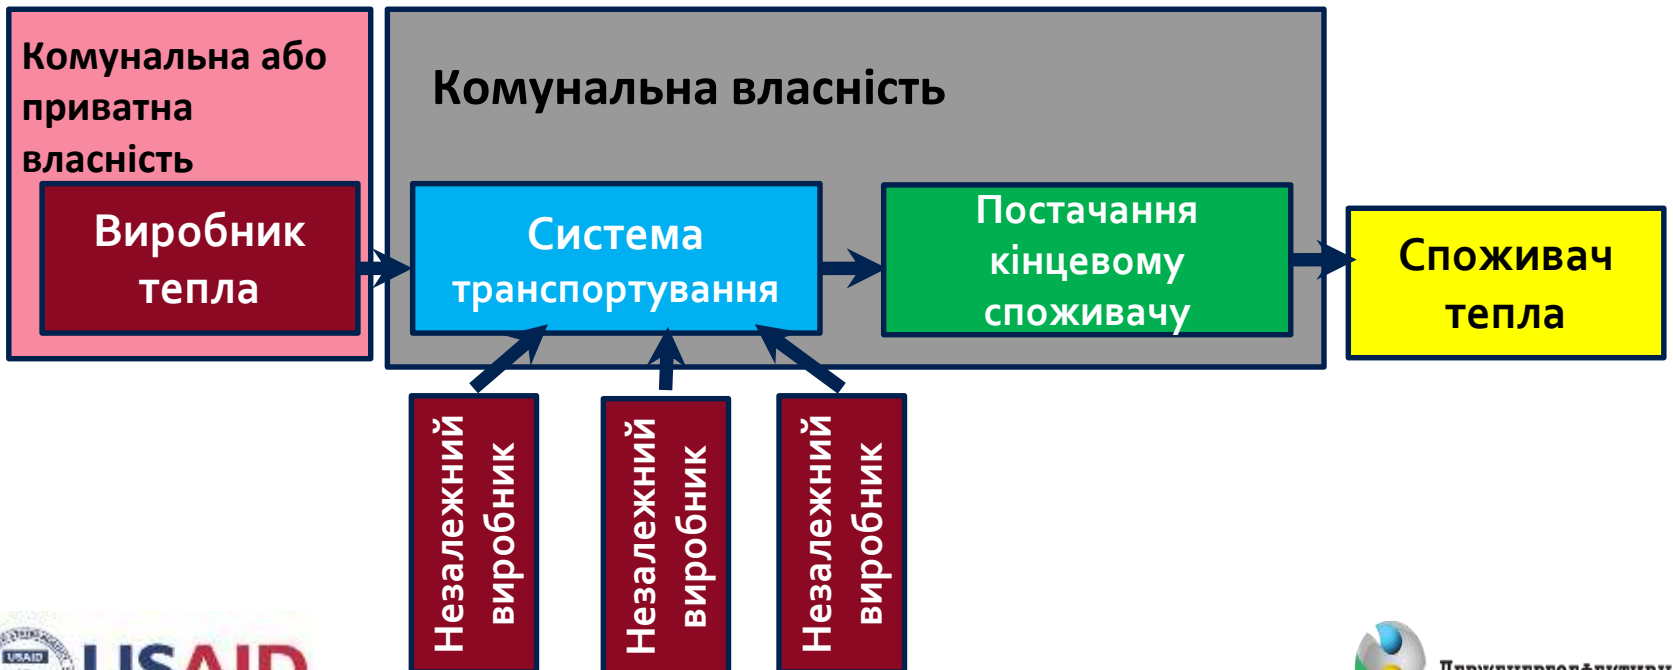 Комунальна або
приватна
власність
Комунальна власність
Виробник
тепла
Система
транспортування
Постачання
кінцевому
споживачу
Споживач
тепла
Незалежний
виробник
Незалежний
виробник
Незалежний
виробник
USAID
USAID